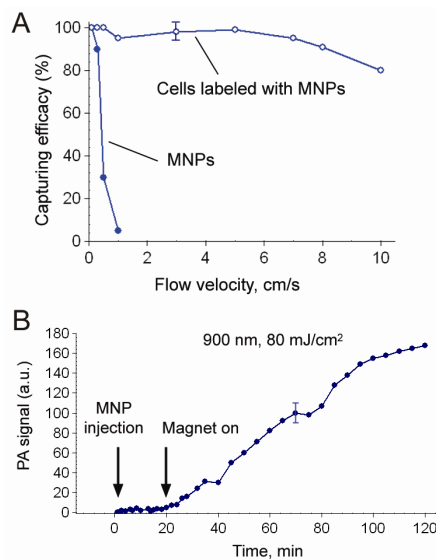 A
100
80
60
40
20
0
Capturing efficacy (%)
Cells labeled with MNPs
MNPs
0 2 4 6 8 10
Flow velocity, cm/s
B
180
160
140
120
100
80
60
40
20
0
PA signal (a.u.)
900 nm, 80 mJ/cm²
MNP
injection
Magnet on
0 20 40 60 80 100 120
Time, min